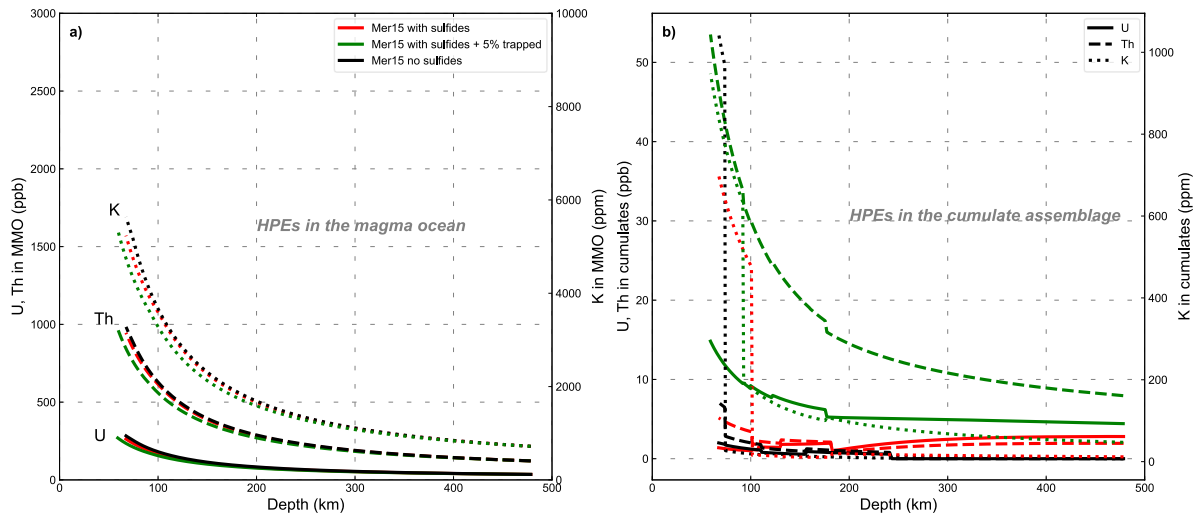 a)
Mer15 with sulfides
Mer15 with sulfides + 5% trapped
Mer15 no sulfides
HPEs in the magma ocean
K
Th
U
3000
2500
2000
1500
1000
500
0
U, Th in MMO (ppb)
10000
8000
6000
4000
2000
0
K in MMO (ppm)
0 100 200 300 400 500
Depth (km)
b)
U
Th
K
HPEs in the cumulate assemblage
50
40
30
20
10
0
U, Th in cumulates (ppb)
1000
800
600
400
200
0
K in cumulates (ppm)
0 100 200 300 400 500
Depth (km)